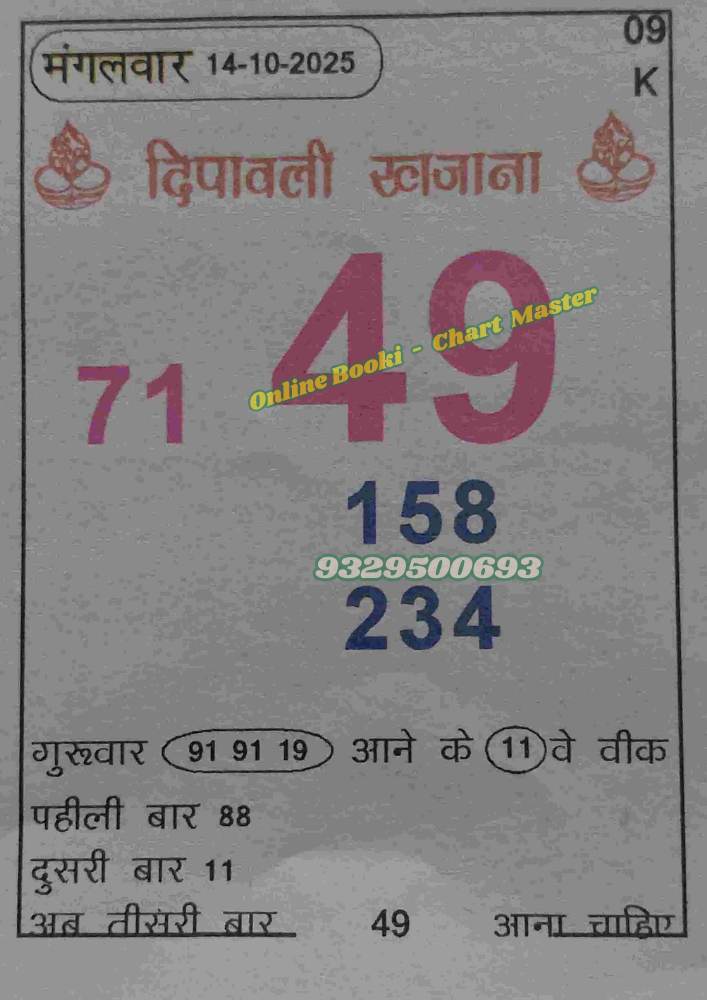 मंगलवार 14-10-2025
09
K
दिपावली खजाना
49
Online Booki - Chart Master
71
158
9329500693
234
गुरूवार 91 91 19 आने के 11 वे वीक
पहीली बार 88
दुसरी बार 11
अब तीसरी बार 49 आना चाहिए